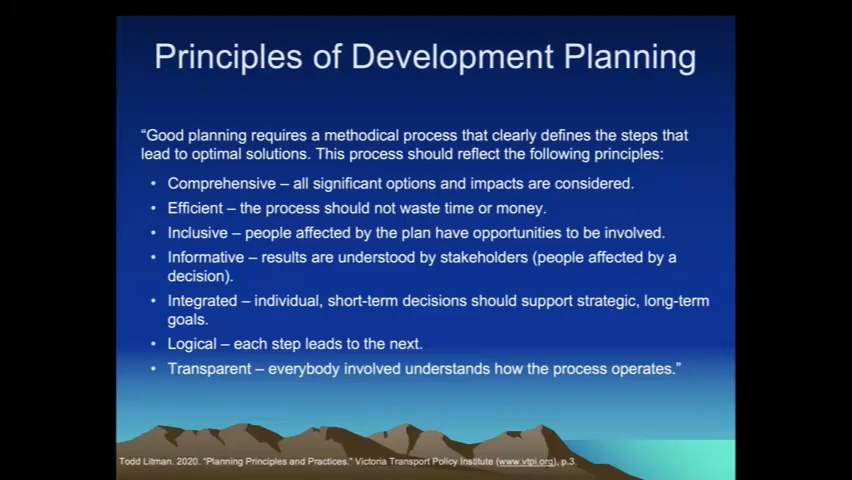 Principles of Development Planning
“Good planning requires a methodical process that clearly defines the steps that
lead to optimal solutions. This process should reflect the following principles:
• Comprehensive – all significant options and impacts are considered.
• Efficient – the process should not waste time or money.
• Inclusive – people affected by the plan have opportunities to be involved.
• Informative – results are understood by stakeholders (people affected by a
decision).
• Integrated – individual, short-term decisions should support strategic, long-term
goals.
• Logical – each step leads to the next.
• Transparent – everybody involved understands how the process operates.”
Todd Litman. 2020. “Planning Principles and Practices.” Victoria Transport Policy Institute (www.vtpi.org), p.3.